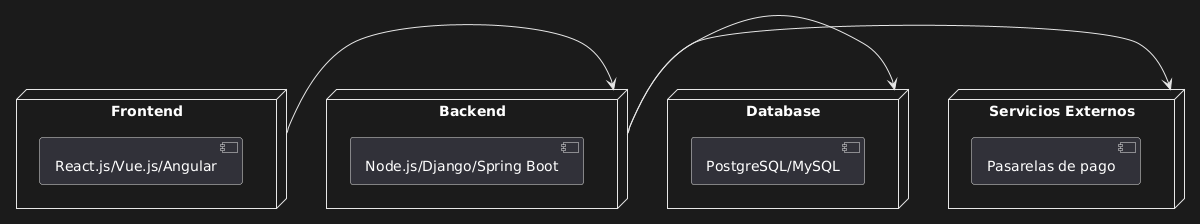 Frontend
React.js/Vue.js/Angular
Backend
Node.js/Django/Spring Boot
Database
PostgreSQL/MySQL
Servicios Externos
Pasarelas de pago